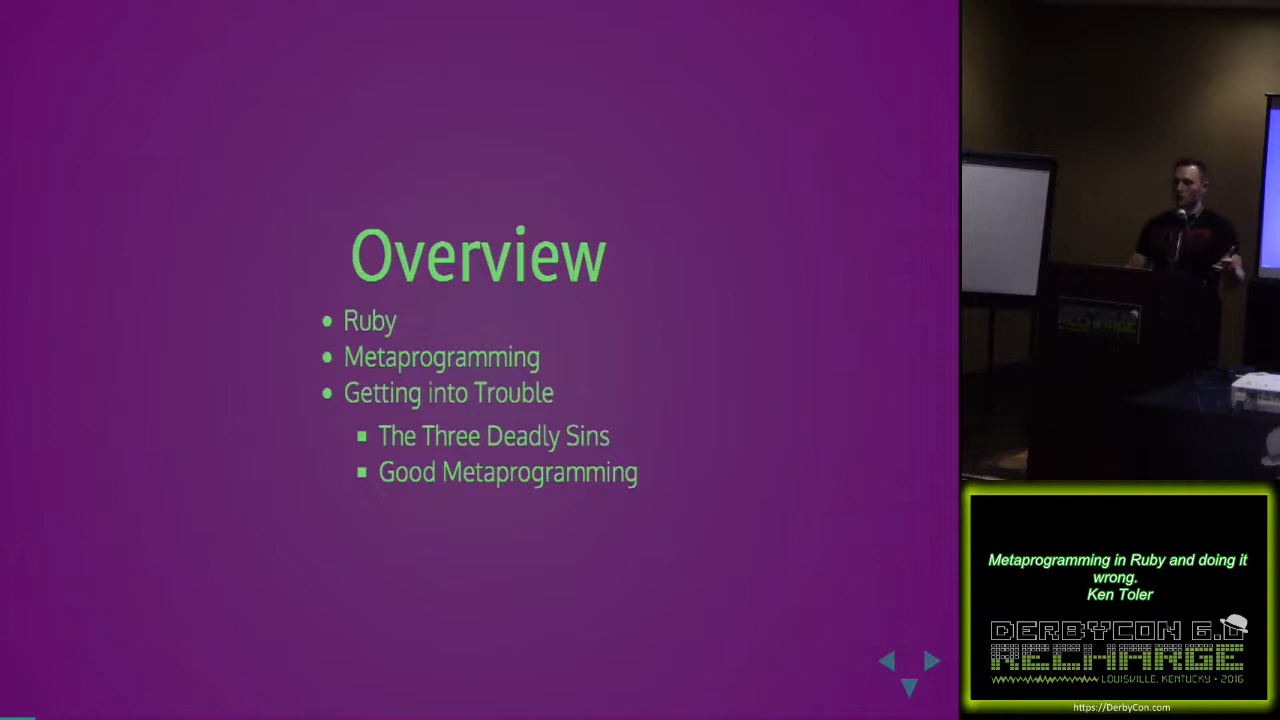 Overview
Ruby
Metaprogramming
Getting into Trouble
The Three Deadly Sins
Good Metaprogramming
Metaprogramming in Ruby and doing it
wrong.
Ken Toler
DERBYCON 6.0
RECHARGE
LOUISVILLE, KENTUCKY • 2016
https://DerbyCon.com